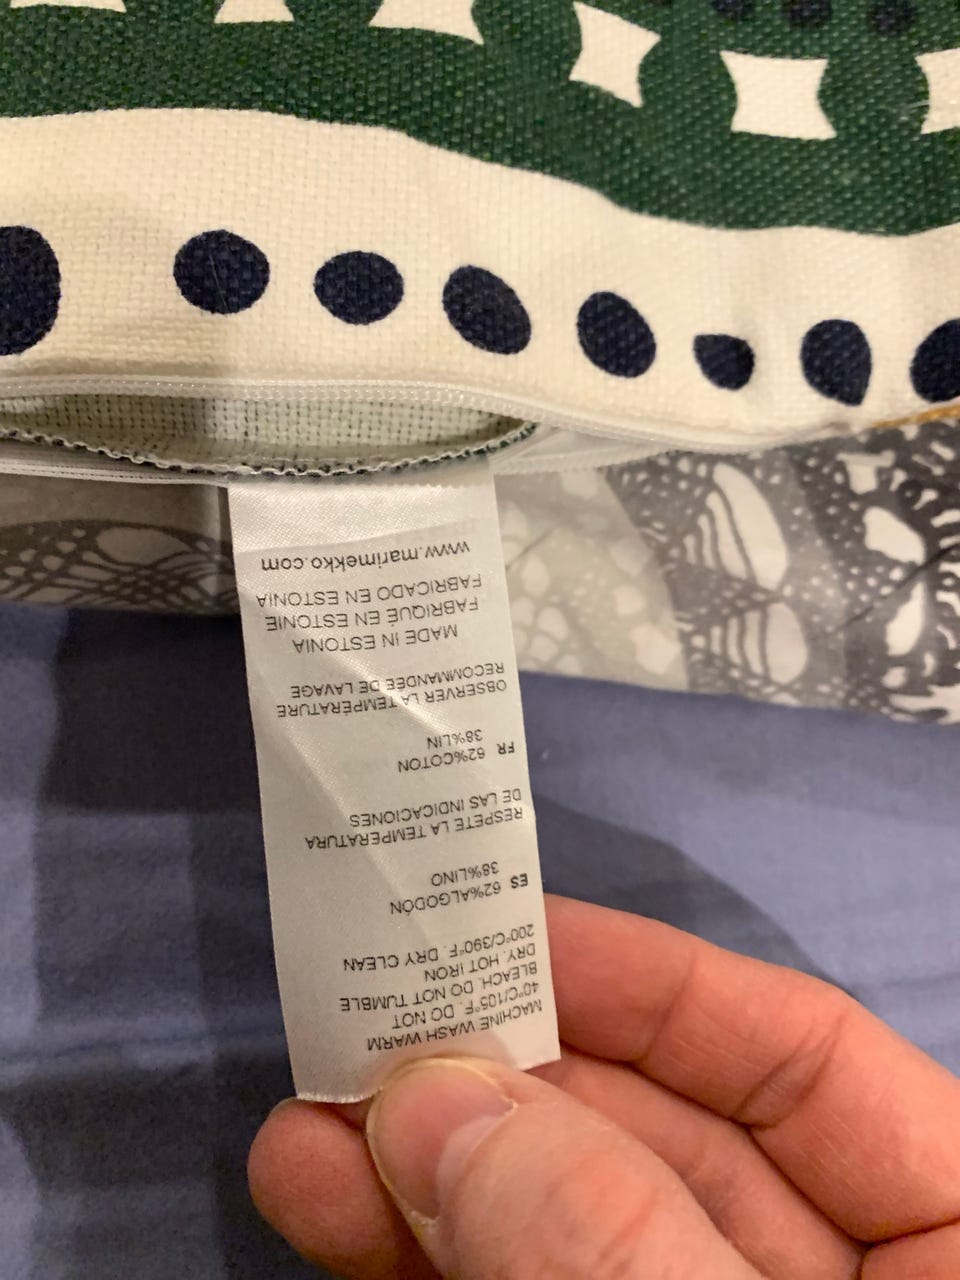 MACHINE WASH WARM
40°C/105°F. DO NOT
BLEACH. DO NOT TUMBLE
DRY. HOT IRON
200°C/390°F. DRY CLEAN
ES 62%ALGODÓN
38%LINO
RESPETE LA TEMPERATURA
DE LAS INDICACIONES
FR 62%COTON
38%LIN
OBSERVER LA TEMPÉRATURE
RECOMMANDÉE DE LAVAGE
MADE IN ESTONIA
FABRIQUÉ EN ESTONIE
FABRICADO EN ESTONIA
www.marimekko.com